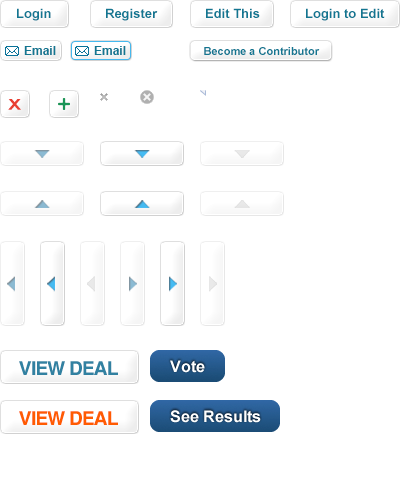 Login Register Edit This Login to Edit
Email Email Become a Contributor
VIEW DEAL Vote
VIEW DEAL See Results